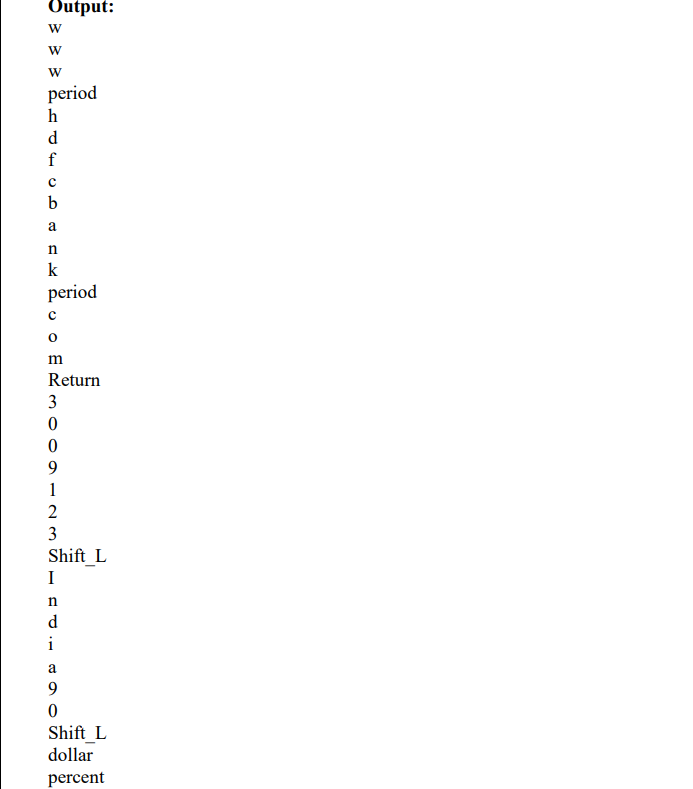 Output:
w
w
w
period
h
d
f
c
b
a
n
k
period
c
o
m
Return
3
0
0
9
1
2
3
Shift_L
I
n
d
i
a
9
0
Shift_L
dollar
percent